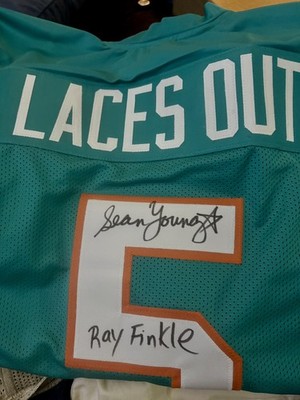 LACES OUT
Sean Young
5
Ray Finkle